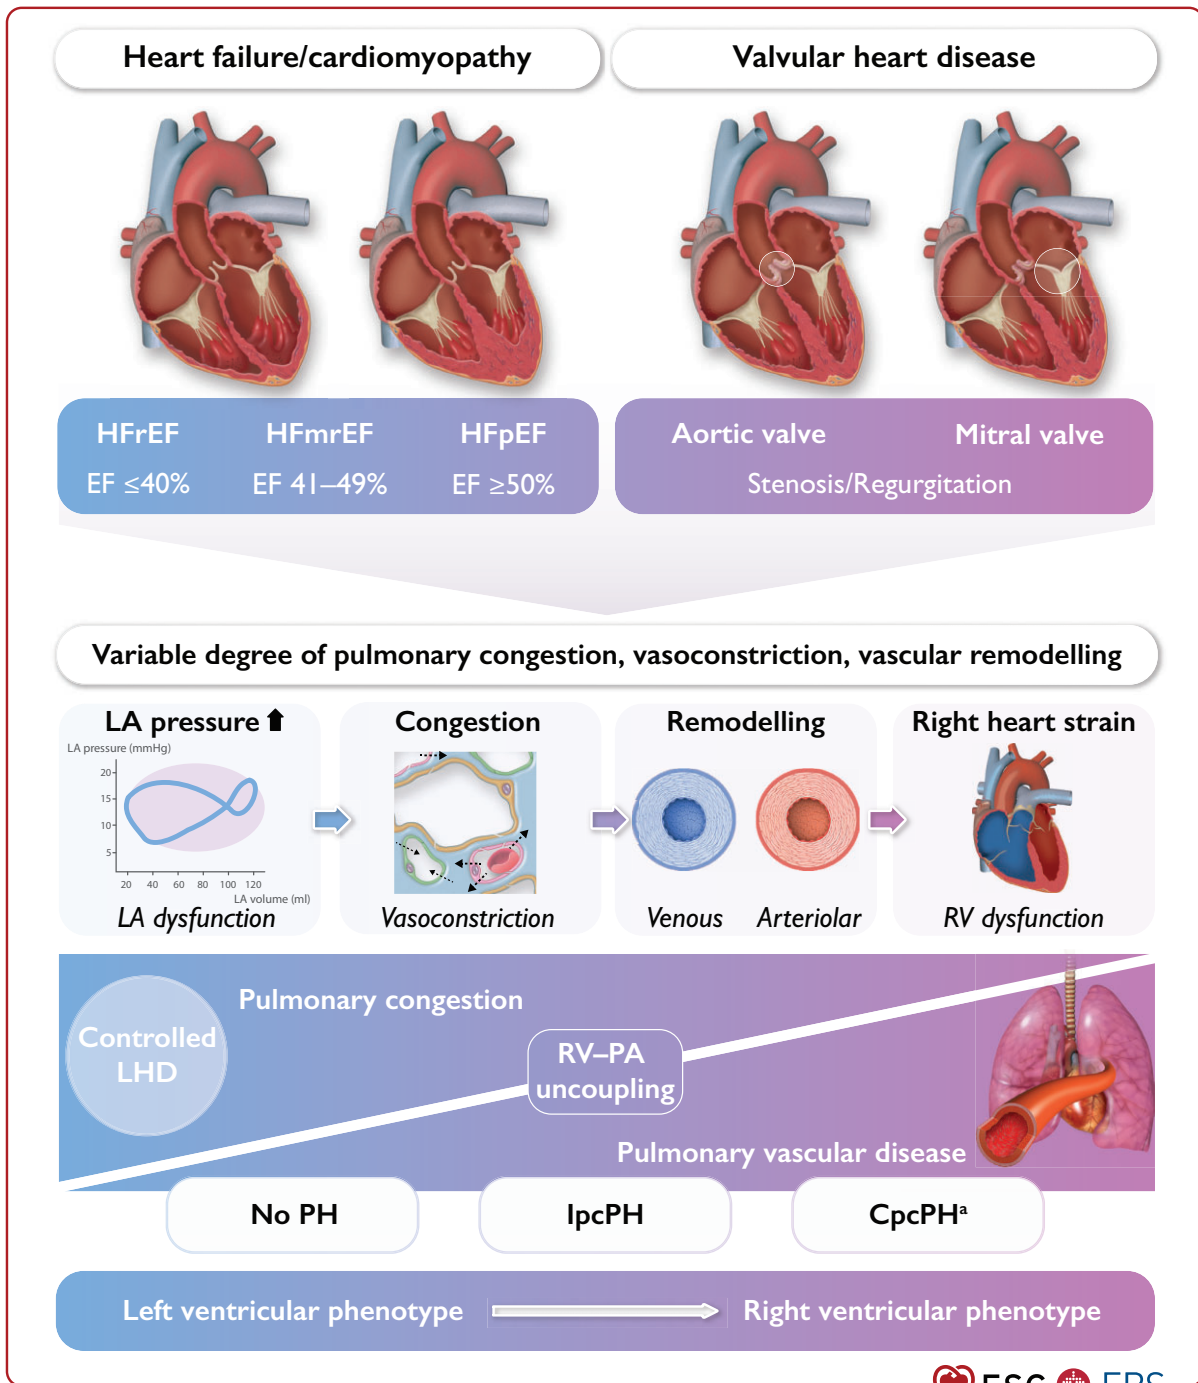 Heart failure/cardiomyopathy
Valvular heart disease
HFrEF
HFmrEF
HFpEF
EF ≤40%
EF 41–49%
EF ≥50%
Aortic valve
Mitral valve
Stenosis/Regurgitation
Variable degree of pulmonary congestion, vasoconstriction, vascular remodelling
LA pressure
LA pressure (mmHg)
20
15
10
5
20 40 60 80 100 120
LA volume (ml)
LA dysfunction
Congestion
Vasoconstriction
Remodelling
Venous
Arteriolar
Right heart strain
RV dysfunction
Controlled
LHD
Pulmonary congestion
RV–PA
uncoupling
Pulmonary vascular disease
No PH
IpcPH
CpcPHᵃ
Left ventricular phenotype
Right ventricular phenotype
ESC
ERS